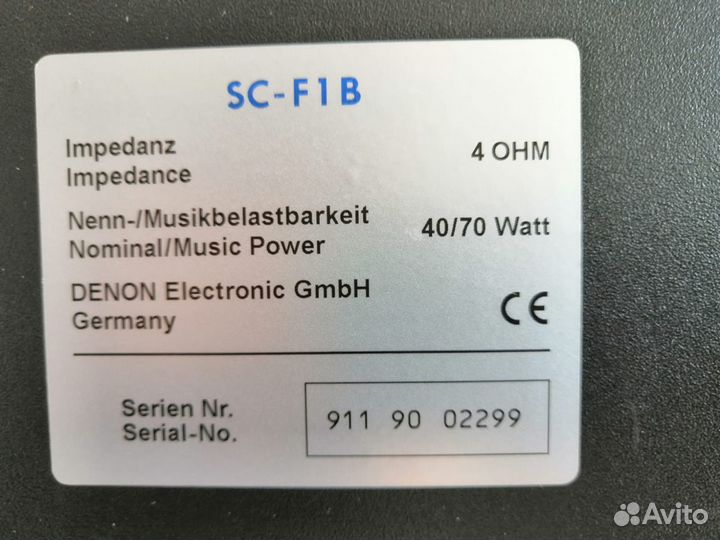 SC-F1B
Impedanz
Impedance
4 OHM
Nenn-/Musikbelastbarkeit
Nominal/Music Power
40/70 Watt
DENON Electronic GmbH
Germany
CE
Serien Nr.
Serial-No.
911 90 02299
Avito